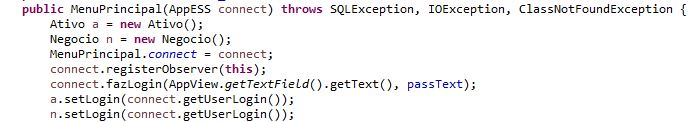 public MenuPrincipal(AppESS connect) throws SQLException, IOException, ClassNotFoundException {
Ativo a = new Ativo();
Negocio n = new Negocio();
MenuPrincipal.connect = connect;
connect.registerObserver(this);
connect.fazLogin(AppView.getTextField().getText(), passText);
a.setLogin(connect.getUserLogin());
n.setLogin(connect.getUserLogin());